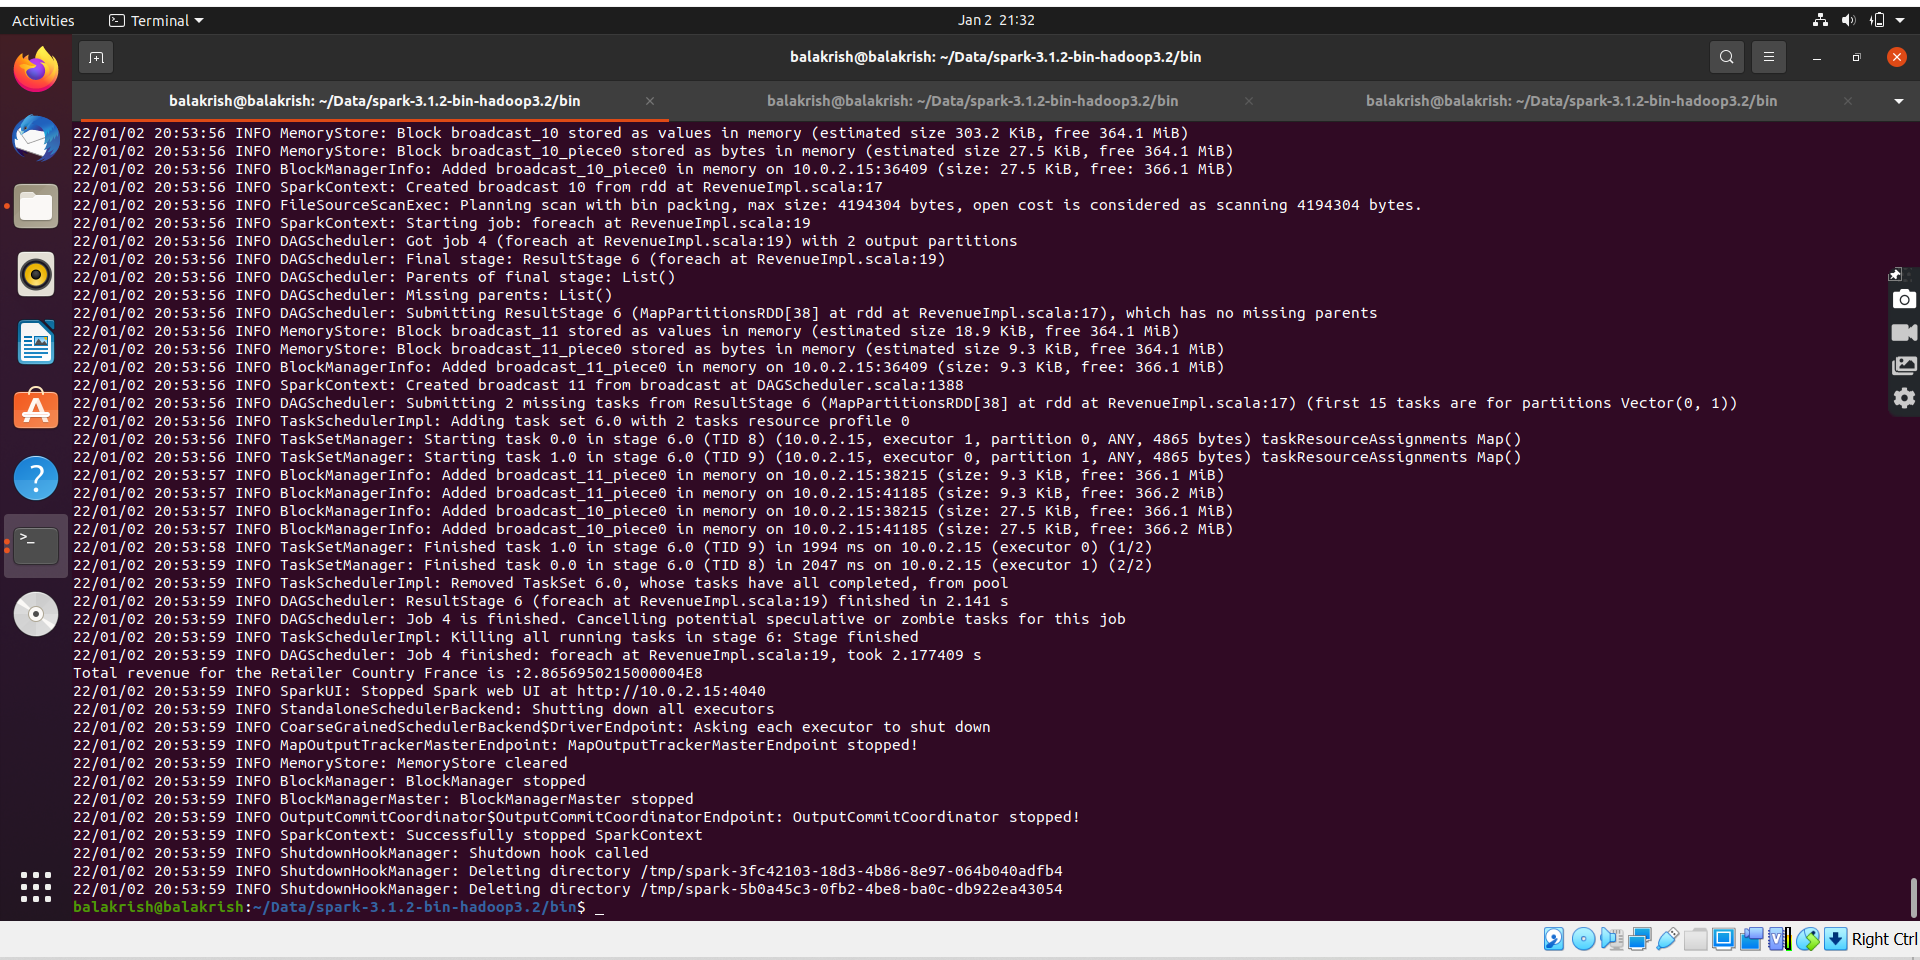 Activities
Terminal
Jan 2 21:32
balakrish@balakrish: ~/Data/spark-3.1.2-bin-hadoop3.2/bin
balakrish@balakrish: ~/Data/spark-3.1.2-bin-hadoop3.2/bin
balakrish@balakrish: ~/Data/spark-3.1.2-bin-hadoop3.2/bin
balakrish@balakrish: ~/Data/spark-3.1.2-bin-hadoop3.2/bin
22/01/02 20:53:56 INFO MemoryStore: Block broadcast_10 stored as values in memory (estimated size 303.2 KiB, free 364.1 MiB)
22/01/02 20:53:56 INFO MemoryStore: Block broadcast_10_piece0 stored as bytes in memory (estimated size 27.5 KiB, free 364.1 MiB)
22/01/02 20:53:56 INFO BlockManagerInfo: Added broadcast_10_piece0 in memory on 10.0.2.15:36409 (size: 27.5 KiB, free: 366.1 MiB)
22/01/02 20:53:56 INFO SparkContext: Created broadcast 10 from rdd at RevenueImpl.scala:17
22/01/02 20:53:56 INFO FileSourceScanExec: Planning scan with bin packing, max size: 4194304 bytes, open cost is considered as scanning 4194304 bytes.
22/01/02 20:53:56 INFO SparkContext: Starting job: foreach at RevenueImpl.scala:19
22/01/02 20:53:56 INFO DAGScheduler: Got job 4 (foreach at RevenueImpl.scala:19) with 2 output partitions
22/01/02 20:53:56 INFO DAGScheduler: Final stage: ResultStage 6 (foreach at RevenueImpl.scala:19)
22/01/02 20:53:56 INFO DAGScheduler: Parents of final stage: List()
22/01/02 20:53:56 INFO DAGScheduler: Missing parents: List()
22/01/02 20:53:56 INFO DAGScheduler: Submitting ResultStage 6 (MapPartitionsRDD[38] at rdd at RevenueImpl.scala:17), which has no missing parents
22/01/02 20:53:56 INFO MemoryStore: Block broadcast_11 stored as values in memory (estimated size 18.9 KiB, free 364.1 MiB)
22/01/02 20:53:56 INFO MemoryStore: Block broadcast_11_piece0 stored as bytes in memory (estimated size 9.3 KiB, free 364.1 MiB)
22/01/02 20:53:56 INFO BlockManagerInfo: Added broadcast_11_piece0 in memory on 10.0.2.15:36409 (size: 9.3 KiB, free: 366.1 MiB)
22/01/02 20:53:56 INFO SparkContext: Created broadcast 11 from broadcast at DAGScheduler.scala:1388
22/01/02 20:53:56 INFO DAGScheduler: Submitting 2 missing tasks from ResultStage 6 (MapPartitionsRDD[38] at rdd at RevenueImpl.scala:17) (first 15 tasks are for partitions Vector(0, 1))
22/01/02 20:53:56 INFO TaskSchedulerImpl: Adding task set 6.0 with 2 tasks resource profile 0
22/01/02 20:53:56 INFO TaskSetManager: Starting task 0.0 in stage 6.0 (TID 8) (10.0.2.15, executor 1, partition 0, ANY, 4865 bytes) taskResourceAssignments Map()
22/01/02 20:53:56 INFO TaskSetManager: Starting task 1.0 in stage 6.0 (TID 9) (10.0.2.15, executor 0, partition 1, ANY, 4865 bytes) taskResourceAssignments Map()
22/01/02 20:53:57 INFO BlockManagerInfo: Added broadcast_11_piece0 in memory on 10.0.2.15:38215 (size: 9.3 KiB, free: 366.1 MiB)
22/01/02 20:53:57 INFO BlockManagerInfo: Added broadcast_11_piece0 in memory on 10.0.2.15:41185 (size: 9.3 KiB, free: 366.2 MiB)
22/01/02 20:53:57 INFO BlockManagerInfo: Added broadcast_10_piece0 in memory on 10.0.2.15:38215 (size: 27.5 KiB, free: 366.1 MiB)
22/01/02 20:53:57 INFO BlockManagerInfo: Added broadcast_10_piece0 in memory on 10.0.2.15:41185 (size: 27.5 KiB, free: 366.2 MiB)
22/01/02 20:53:58 INFO TaskSetManager: Finished task 1.0 in stage 6.0 (TID 9) in 1994 ms on 10.0.2.15 (executor 0) (1/2)
22/01/02 20:53:59 INFO TaskSetManager: Finished task 0.0 in stage 6.0 (TID 8) in 2047 ms on 10.0.2.15 (executor 1) (2/2)
22/01/02 20:53:59 INFO TaskSchedulerImpl: Removed TaskSet 6.0, whose tasks have all completed, from pool
22/01/02 20:53:59 INFO DAGScheduler: ResultStage 6 (foreach at RevenueImpl.scala:19) finished in 2.141 s
22/01/02 20:53:59 INFO DAGScheduler: Job 4 is finished. Cancelling potential speculative or zombie tasks for this job
22/01/02 20:53:59 INFO TaskSchedulerImpl: Killing all running tasks in stage 6: Stage finished
22/01/02 20:53:59 INFO DAGScheduler: Job 4 finished: foreach at RevenueImpl.scala:19, took 2.177409 s
Total revenue for the Retailer Country France is :2.8656950215000004E8
22/01/02 20:53:59 INFO SparkUI: Stopped Spark web UI at http://10.0.2.15:4040
22/01/02 20:53:59 INFO StandaloneSchedulerBackend: Shutting down all executors
22/01/02 20:53:59 INFO CoarseGrainedSchedulerBackend$DriverEndpoint: Asking each executor to shut down
22/01/02 20:53:59 INFO MapOutputTrackerMasterEndpoint: MapOutputTrackerMasterEndpoint stopped!
22/01/02 20:53:59 INFO MemoryStore: MemoryStore cleared
22/01/02 20:53:59 INFO BlockManager: BlockManager stopped
22/01/02 20:53:59 INFO BlockManagerMaster: BlockManagerMaster stopped
22/01/02 20:53:59 INFO OutputCommitCoordinator$OutputCommitCoordinatorEndpoint: OutputCommitCoordinator stopped!
22/01/02 20:53:59 INFO SparkContext: Successfully stopped SparkContext
22/01/02 20:53:59 INFO ShutdownHookManager: Shutdown hook called
22/01/02 20:53:59 INFO ShutdownHookManager: Deleting directory /tmp/spark-3fc42103-18d3-4b86-8e97-064b040adfb4
22/01/02 20:53:59 INFO ShutdownHookManager: Deleting directory /tmp/spark-5b0a45c3-0fb2-4be8-ba0c-db922ea43054
balakrish@balakrish:~/Data/spark-3.1.2-bin-hadoop3.2/bin$ _
Right Ctrl